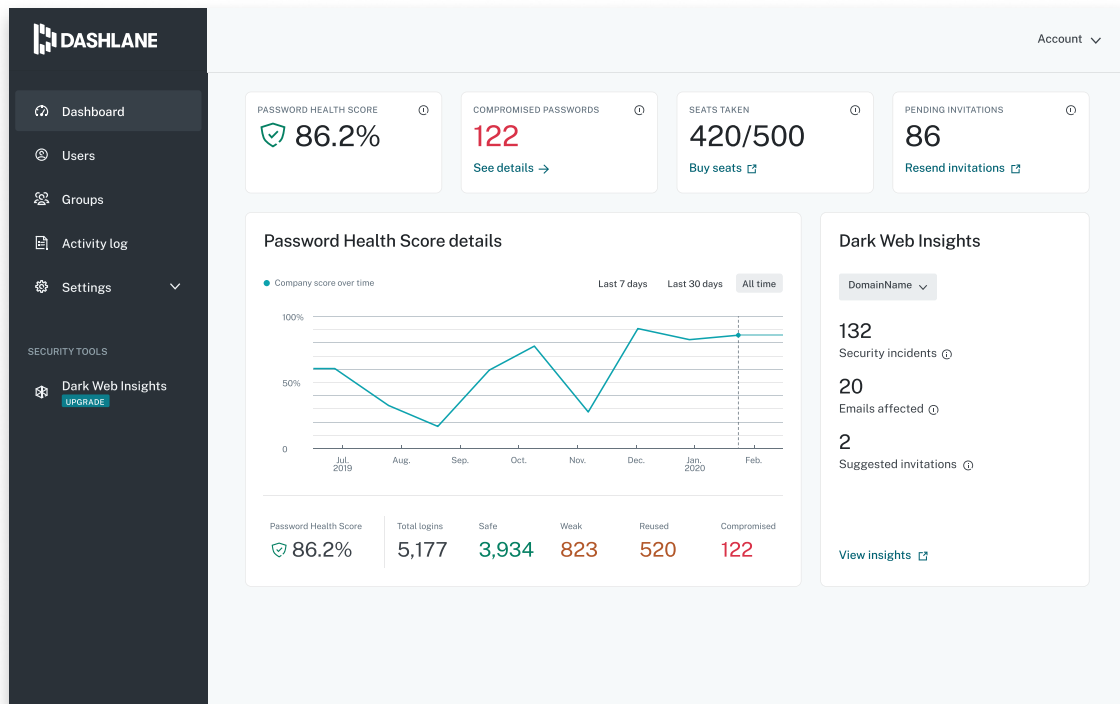 DASHLANE
Account
Dashboard
Users
Groups
Activity log
Settings
SECURITY TOOLS
Dark Web Insights
UPGRADE
PASSWORD HEALTH SCORE
86.2%
COMPROMISED PASSWORDS
122
See details
SEATS TAKEN
420/500
Buy seats
PENDING INVITATIONS
86
Resend invitations
Password Health Score details
Company score over time
Last 7 days
Last 30 days
All time
100%
50%
0
Jul. 2019
Aug.
Sep.
Oct.
Nov.
Dec.
Jan. 2020
Feb.
Password Health Score
86.2%
Total logins
5,177
Safe
3,934
Weak
823
Reused
520
Compromised
122
Dark Web Insights
DomainName
132
Security incidents
20
Emails affected
2
Suggested invitations
View insights